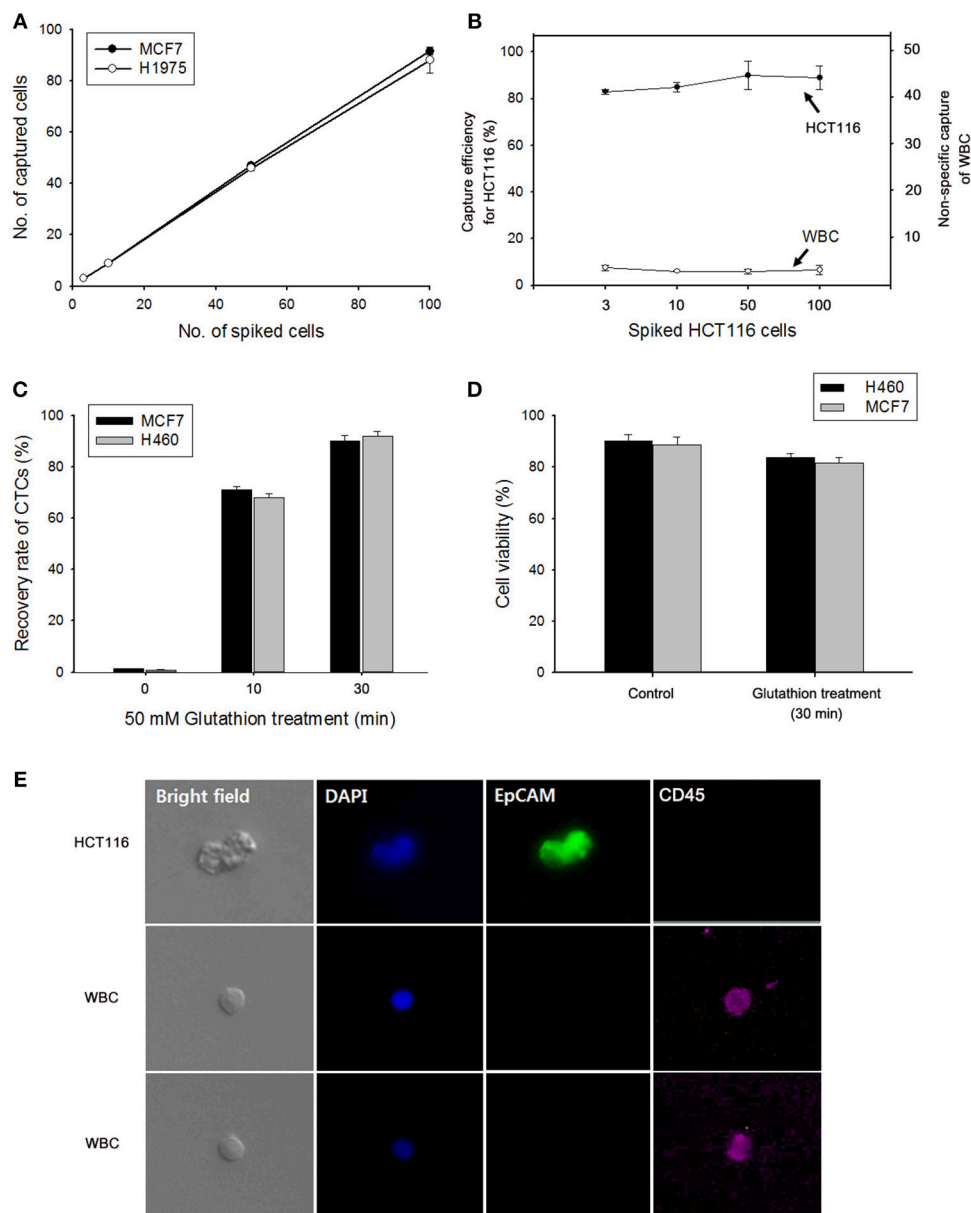 A
MCF7
H1975
100
80
60
40
20
0
No. of captured cells
0
20
40
60
80
100
No. of spiked cells
B
100
80
60
40
20
0
Capture efficiency
for HCT116 (%)
50
40
30
20
10
Non-specific capture
of WBC
HCT116
WBC
3
10
50
100
Spiked HCT116 cells
C
MCF7
H460
100
80
60
40
20
0
Recovery rate of CTCs (%)
0
10
30
50 mM Glutathion treatment (min)
D
H460
MCF7
100
80
60
40
20
0
Cell viability (%)
Control
Glutathion treatment
(30 min)
E
Bright field
DAPI
EpCAM
CD45
HCT116
WBC
WBC